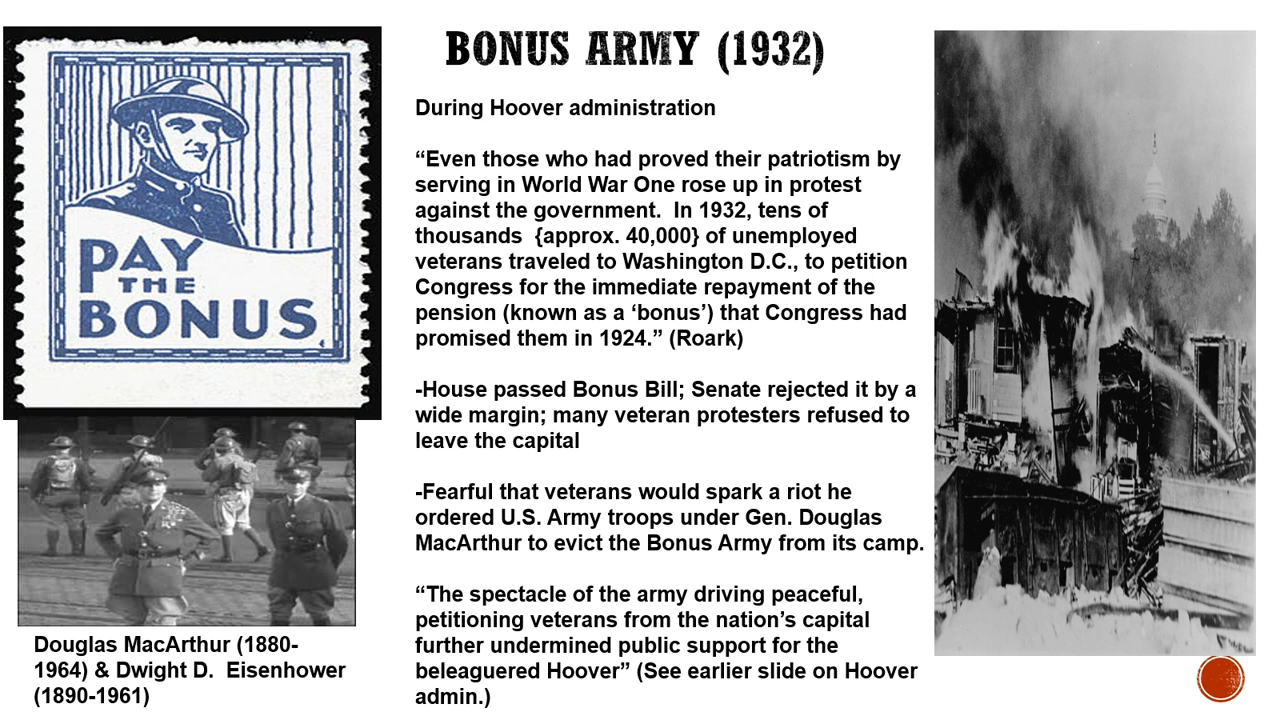 BONUS ARMY (1932)
PAY
THE
BONUS
During Hoover administration
“Even those who had proved their patriotism by
serving in World War One rose up in protest
against the government.  In 1932, tens of
thousands  {approx. 40,000} of unemployed
veterans traveled to Washington D.C., to petition
Congress for the immediate repayment of the
pension (known as a ‘bonus’) that Congress had
promised them in 1924.” (Roark)
-House passed Bonus Bill; Senate rejected it by a
wide margin; many veteran protesters refused to
leave the capital
-Fearful that veterans would spark a riot he
ordered U.S. Army troops under Gen. Douglas
MacArthur to evict the Bonus Army from its camp.
“The spectacle of the army driving peaceful,
petitioning veterans from the nation’s capital
further undermined public support for the
beleaguered Hoover” (See earlier slide on Hoover
admin.)
Douglas MacArthur (1880-
1964) & Dwight D.  Eisenhower
(1890-1961)